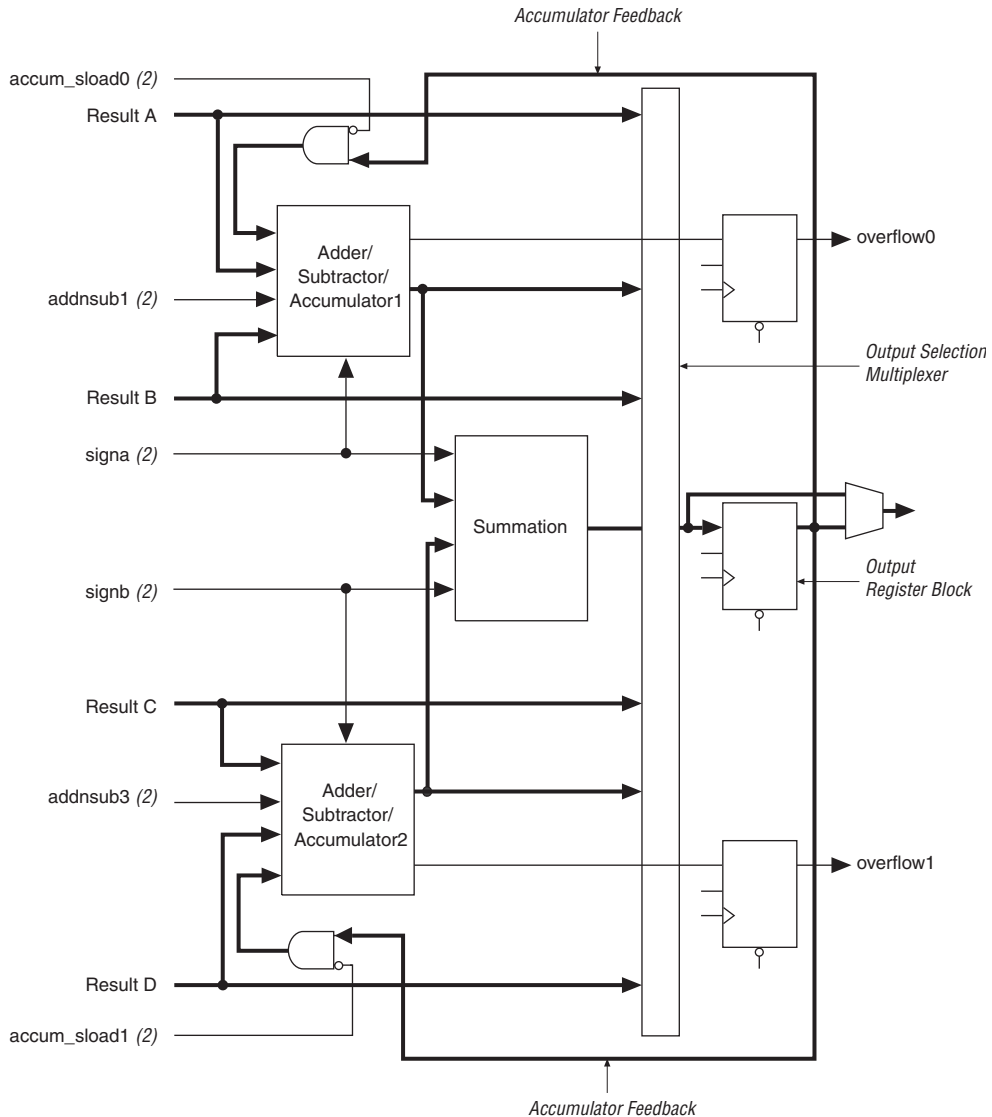 Accumulator Feedback
accum_sload0 (2)
Result A
overflow0
Adder/
Subtractor/
Accumulator1
addnsub1 (2)
Output Selection
Multiplexer
Result B
signa (2)
Summation
signb (2)
Output
Register Block
Result C
Adder/
Subtractor/
Accumulator2
addnsub3 (2)
overflow1
Result D
accum_sload1 (2)
Accumulator Feedback